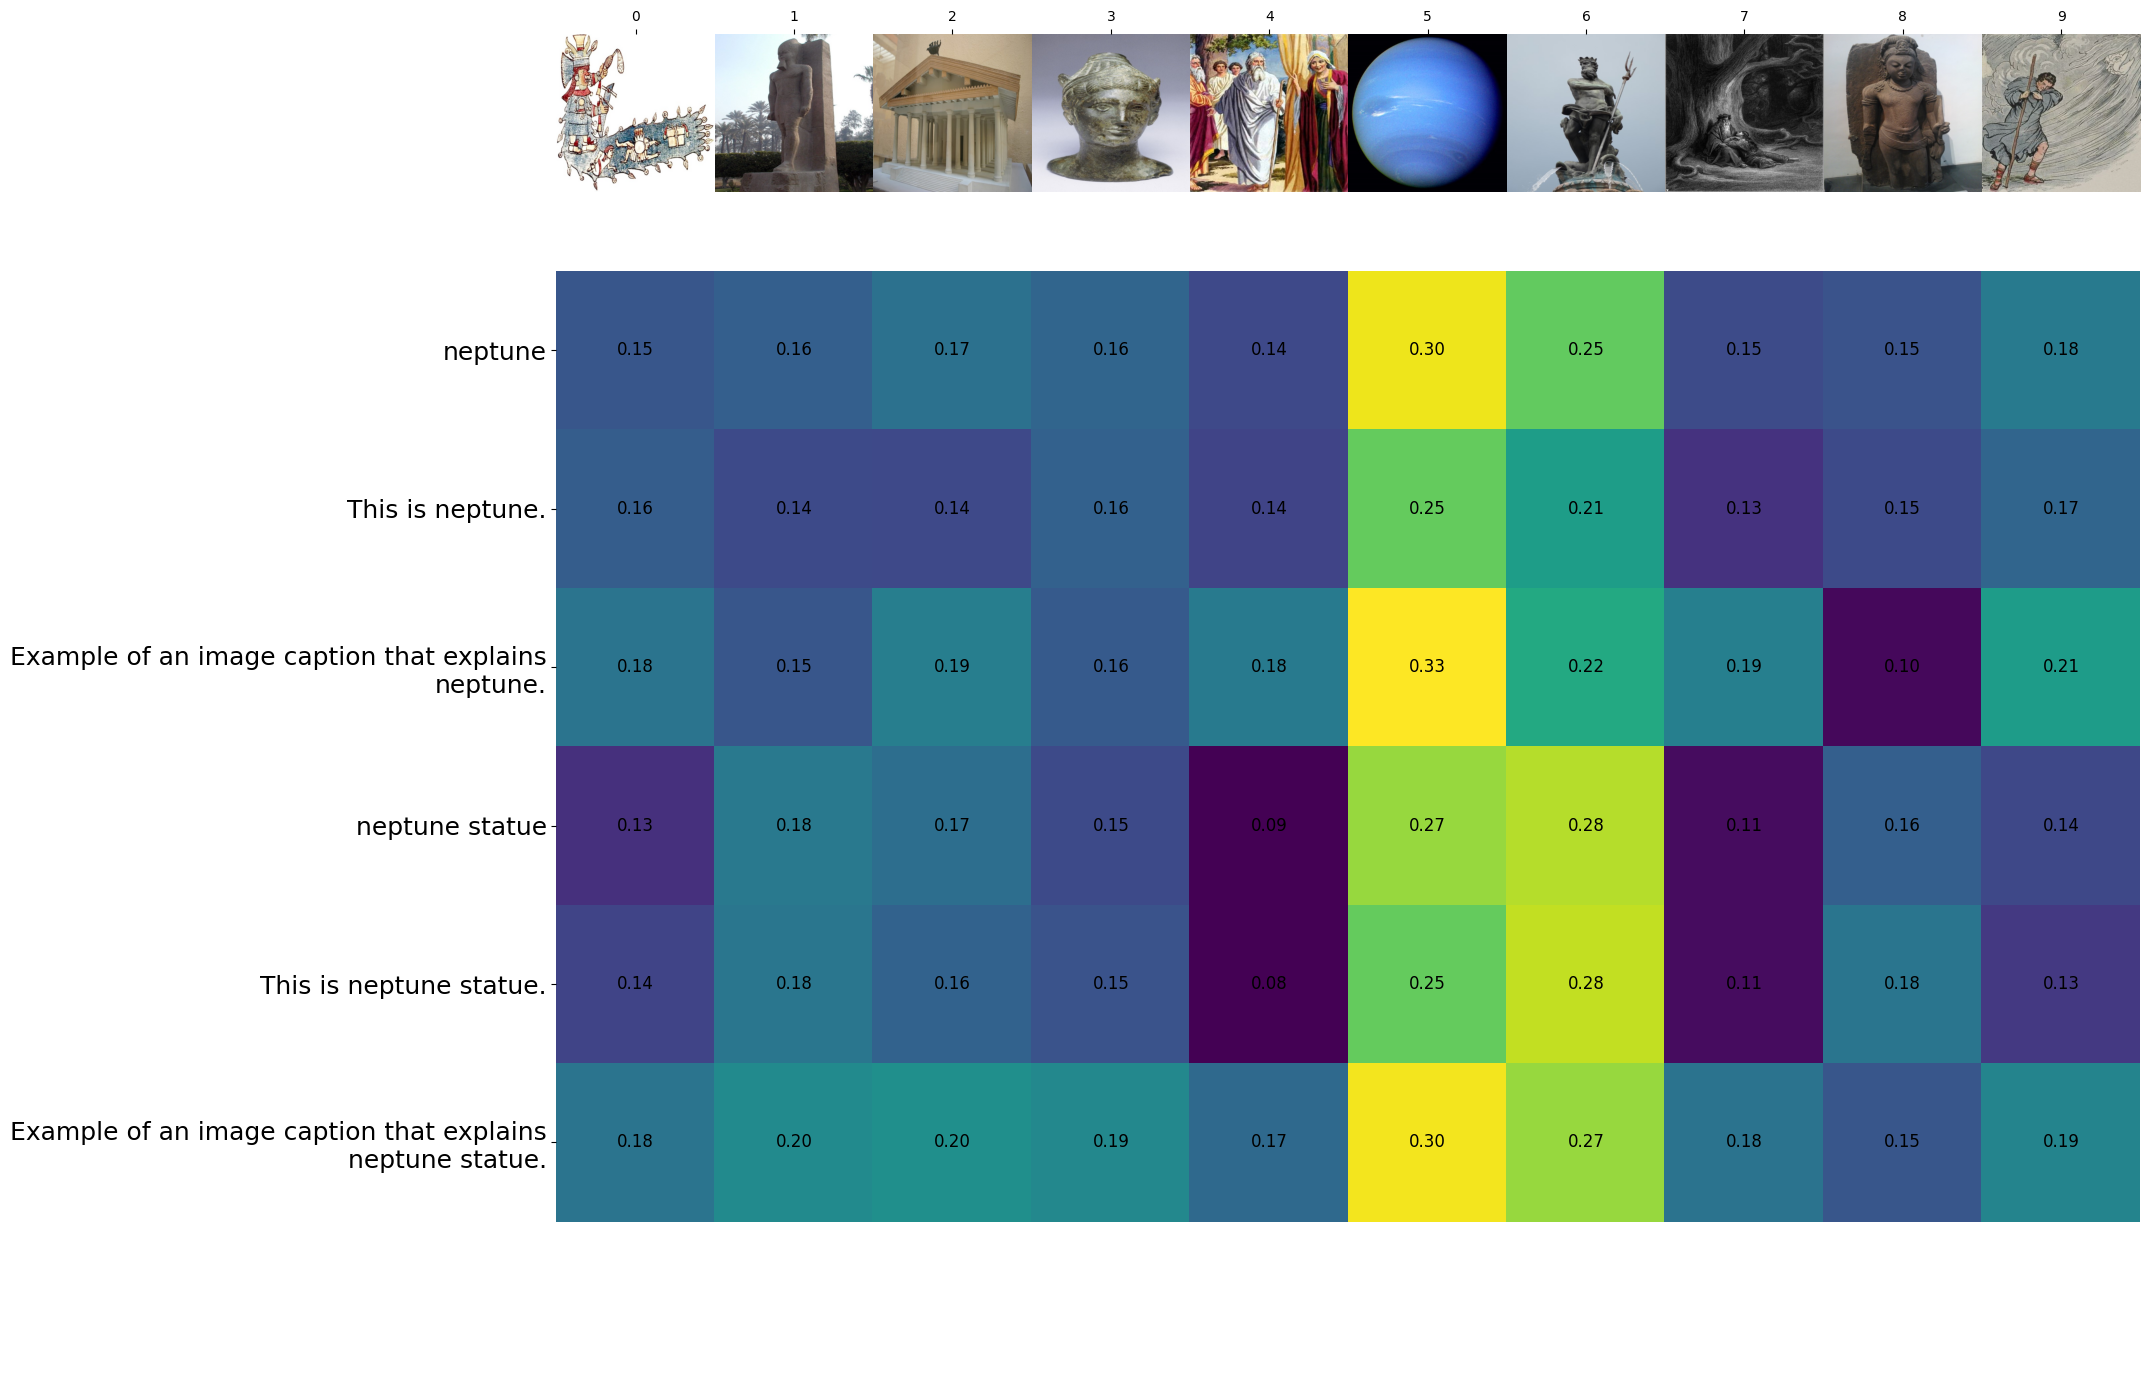 0 1 2 3 4 5 6 7 8 9
neptune 0.15 0.16 0.17 0.16 0.14 0.30 0.25 0.15 0.15 0.18
This is neptune. 0.16 0.14 0.14 0.16 0.14 0.25 0.21 0.13 0.15 0.17
Example of an image caption that explains
neptune. 0.18 0.15 0.19 0.16 0.18 0.33 0.22 0.19 0.10 0.21
neptune statue 0.13 0.18 0.17 0.15 0.09 0.27 0.28 0.11 0.16 0.14
This is neptune statue. 0.14 0.18 0.16 0.15 0.08 0.25 0.28 0.11 0.18 0.13
Example of an image caption that explains
neptune statue. 0.18 0.20 0.20 0.19 0.17 0.30 0.27 0.18 0.15 0.19